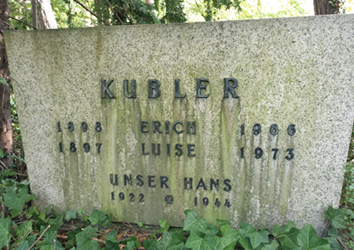 KUBLER
1898 ERICH 1966
1897 LUISE 1973
UNSER HANS
1922 1944